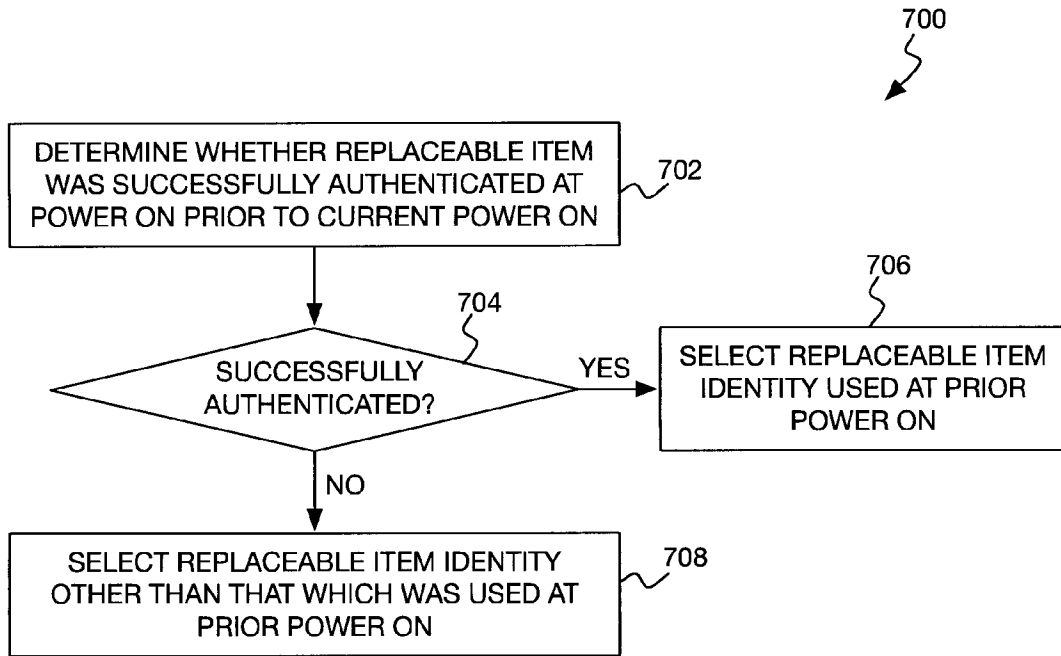 700
DETERMINE WHETHER REPLACEABLE ITEM
WAS SUCCESSFULLY AUTHENTICATED AT
POWER ON PRIOR TO CURRENT POWER ON
702
704
SUCCESSFULLY
AUTHENTICATED?
YES
706
SELECT REPLACEABLE ITEM
IDENTITY USED AT PRIOR
POWER ON
NO
SELECT REPLACEABLE ITEM IDENTITY
OTHER THAN THAT WHICH WAS USED AT
PRIOR POWER ON
708